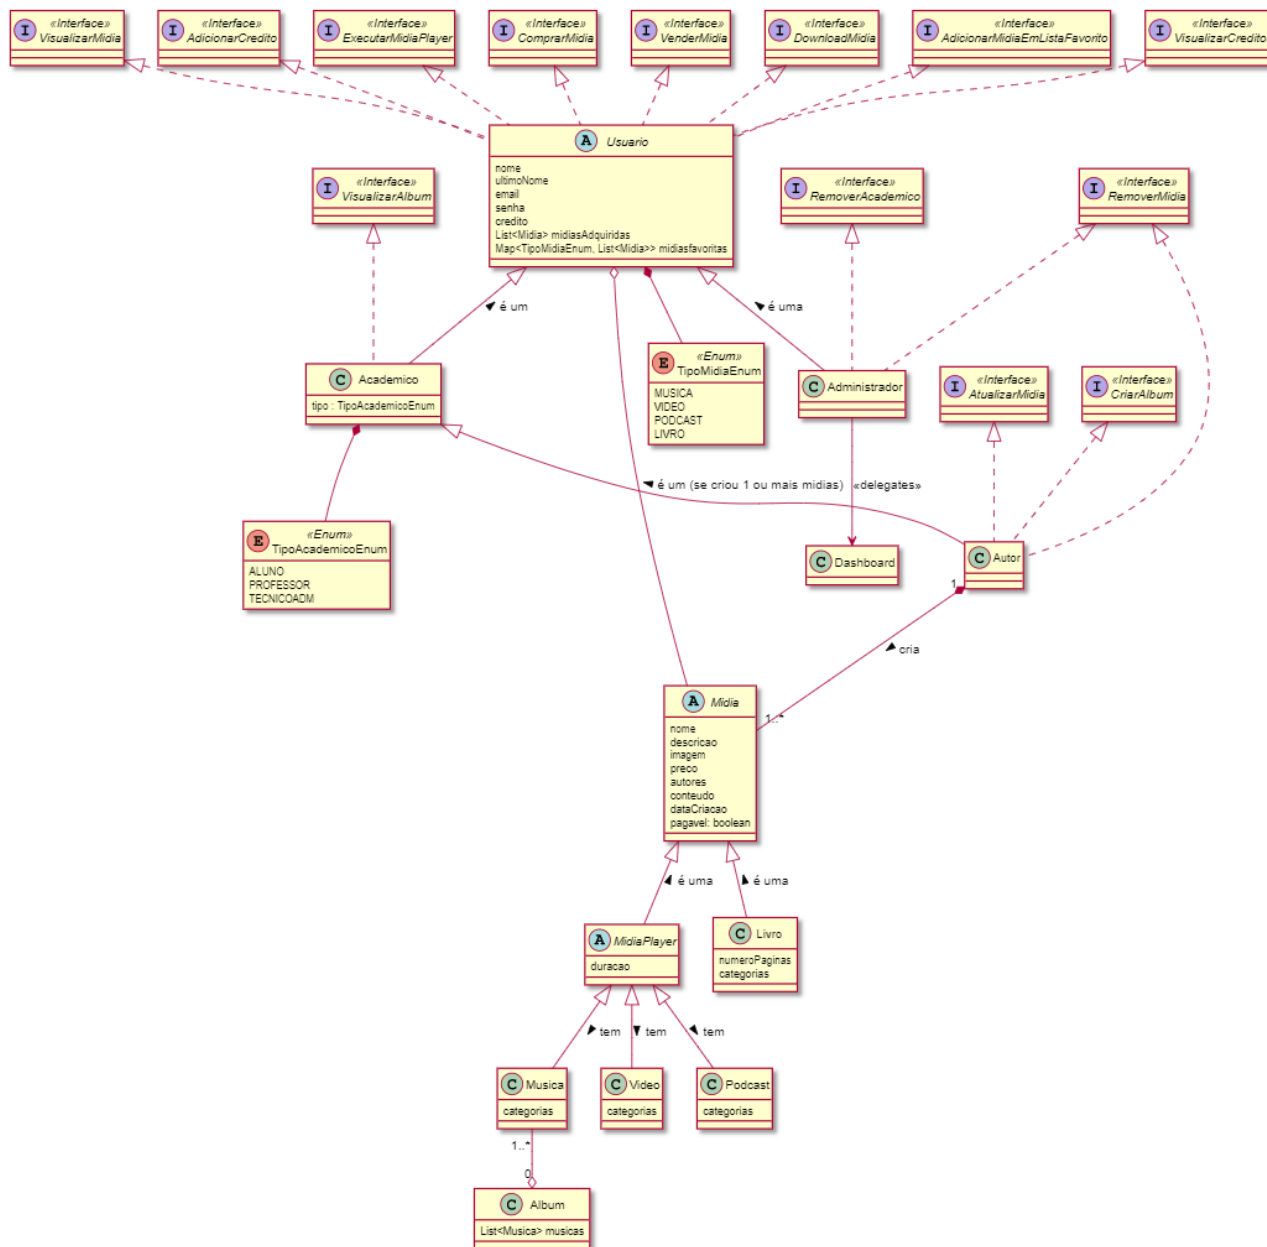 I «Interface»
VisualizarMidia
I «Interface»
AdicionarCredito
I «Interface»
ExecutarMidiaPlayer
I «Interface»
ComprarMidia
I «Interface»
VenderMidia
I «Interface»
DownloadMidia
I «Interface»
AdicionarMidiaEmListaFavorito
I «Interface»
VisualizarCredito
A Usuario
nome
ultimoNome
email
senha
credito
List<Midia> midiasAdquiridas
Map<TipoMidiaEnum, List<Midia>> midiasfavoritas
I «Interface»
VisualizarAlbum
I «Interface»
RemoverAcademico
I «Interface»
RemoverMidia
é um
é uma
C Academico
tipo : TipoAcademicoEnum
E «Enum»
TipoMidiaEnum
MUSICA
VIDEO
PODCAST
LIVRO
C Administrador
I «Interface»
AtualizarMidia
I «Interface»
CriarAlbum
é um (se criou 1 ou mais midias)
«delegates»
E «Enum»
TipoAcademicoEnum
ALUNO
PROFESSOR
TECNICOADM
C Dashboard
C Autor
1
cria
1..*
A Midia
nome
descricao
imagem
preco
autores
conteudo
dataCriacao
pagavel: boolean
é uma
é uma
A MidiaPlayer
duracao
C Livro
numeroPaginas
categorias
tem
tem
tem
C Musica
categorias
C Video
categorias
C Podcast
categorias
1..*
0
C Album
List<Musica> musicas